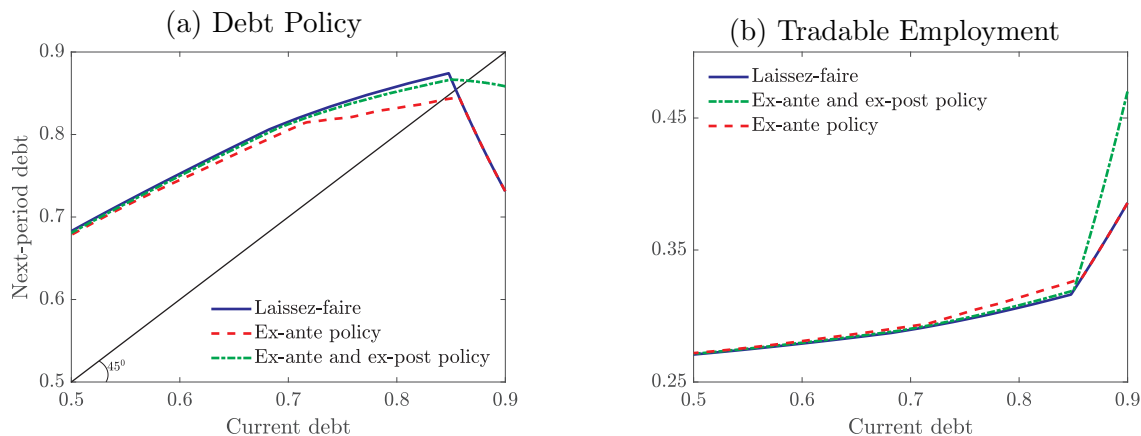 (a) Debt Policy
0.9
0.8
0.7
0.6
0.5
Next-period debt
Laissez-faire
Ex-ante policy
Ex-ante and ex-post policy
45⁰
0.5 0.6 0.7 0.8 0.9
Current debt
(b) Tradable Employment
Laissez-faire
Ex-ante and ex-post policy
Ex-ante policy
0.45
0.35
0.25
0.5 0.6 0.7 0.8 0.9
Current debt